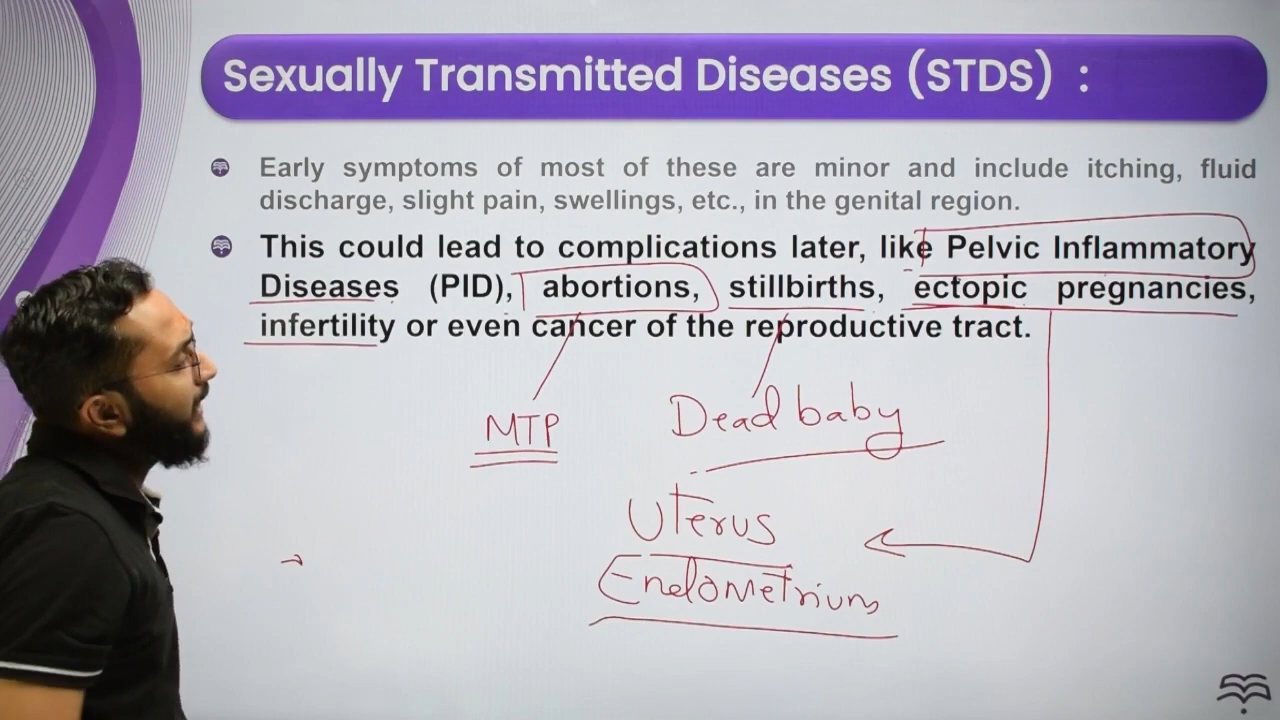 Sexually Transmitted Diseases (STDS) :
Early symptoms of most of these are minor and include itching, fluid
discharge, slight pain, swellings, etc., in the genital region.
This could lead to complications later, like Pelvic Inflammatory
Diseases (PID), abortions, stillbirths, ectopic pregnancies,
infertility or even cancer of the reproductive tract.
MTP
Dead baby
Uterus
Endometrium